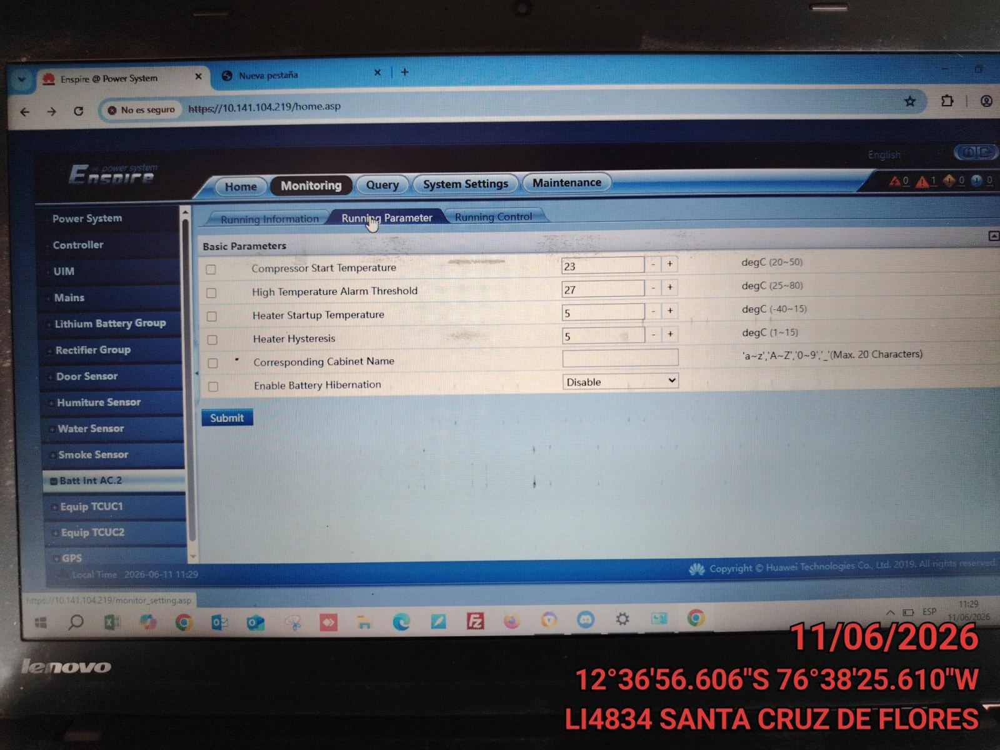 Enspire @ Power System
Nueva pestaña
No es seguro
https://10.141.104.219/home.asp
English
power system
Enspire
Home
Monitoring
Query
System Settings
Maintenance
0
1
0
0
Power System
Controller
UIM
Mains
Lithium Battery Group
Rectifier Group
Door Sensor
Humiture Sensor
Water Sensor
Smoke Sensor
Batt Int AC.2
Equip TCUC1
Equip TCUC2
GPS
Running Information
Running Parameter
Running Control
Basic Parameters
Compressor Start Temperature 23 - + degC (20~50)
High Temperature Alarm Threshold 27 - + degC (25~80)
Heater Startup Temperature 5 - + degC (-40~15)
Heater Hysteresis 5 - + degC (1~15)
* Corresponding Cabinet Name 'a~z','A~Z','0~9','_'(Max. 20 Characters)
Enable Battery Hibernation Disable
Submit
Local Time 2026-06-11 11:29
Copyright © Huawei Technologies Co., Ltd. 2019. All rights reserved.
https://10.141.104.219/monitor_setting.asp
ESP
11:29
11/06/2026
lenovo
11/06/2026
12°36'56.606"S 76°38'25.610"W
LI4834 SANTA CRUZ DE FLORES